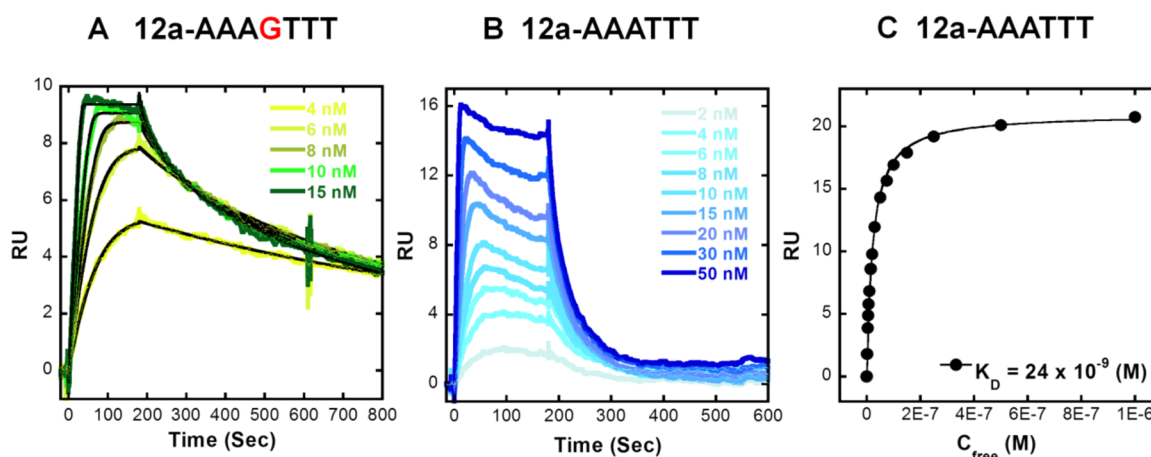 A 12a-AAAGTTT
B 12a-AAATTT
C 12a-AAATTT
10
8
6
4
2
0
RU
4 nM
6 nM
8 nM
10 nM
15 nM
0 100 200 300 400 500 600 700 800
Time (Sec)
16
12
8
4
0
RU
2 nM
4 nM
6 nM
8 nM
10 nM
15 nM
20 nM
30 nM
50 nM
0 100 200 300 400 500 600
Time (Sec)
20
15
10
5
0
RU
K_D = 24 x 10^-9 (M)
0 2E-7 4E-7 6E-7 8E-7 1E-6
C_free (M)